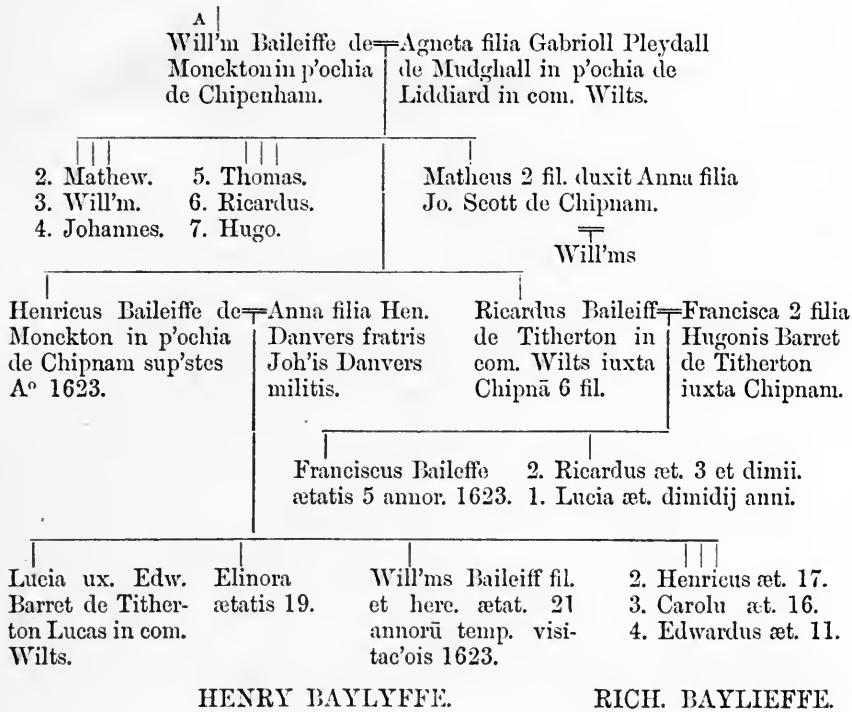 A
Will'm Baileiffe de Monckton in p'ochia de Chipenham.
Agneta filia Gabrioll Pleydall de Mudghall in p'ochia de Liddiard in com. Wilts.
2. Mathew.
3. Will'm.
4. Johannes.
5. Thomas.
6. Ricardus.
7. Hugo.
Matheus 2 fil. duxit Anna filia
Jo. Scott de Chipnam.
Will'ms
Henricus Baileiffe de
Monckton in p'ochia
de Chipnam sup'stes
Aº 1623.
Anna filia Hen.
Danvers fratris
Joh'is Danvers
militis.
Ricardus Baileiff
de Titherton in
com. Wilts iuxta
Chipnā 6 fil.
Francisca 2 filia
Hugonis Barret
de Titherton
iuxta Chipnam.
Franciscus Baileffe
ætatis 5 annor. 1623.
2. Ricardus æt. 3 et dimii.
1. Lucia æt. dimidij anni.
Lucia ux. Edw.
Barret de Tither-
ton Lucas in com.
Wilts.
Elinora
ætatis 19.
Will'ms Baileiff fil.
et here. ætat. 21
annorū temp. visi-
tac'ois 1623.
2. Henricus æt. 17.
3. Carolu æt. 16.
4. Edwardus æt. 11.
HENRY BAYLYFFE.
RICH. BAYLIEFFE.